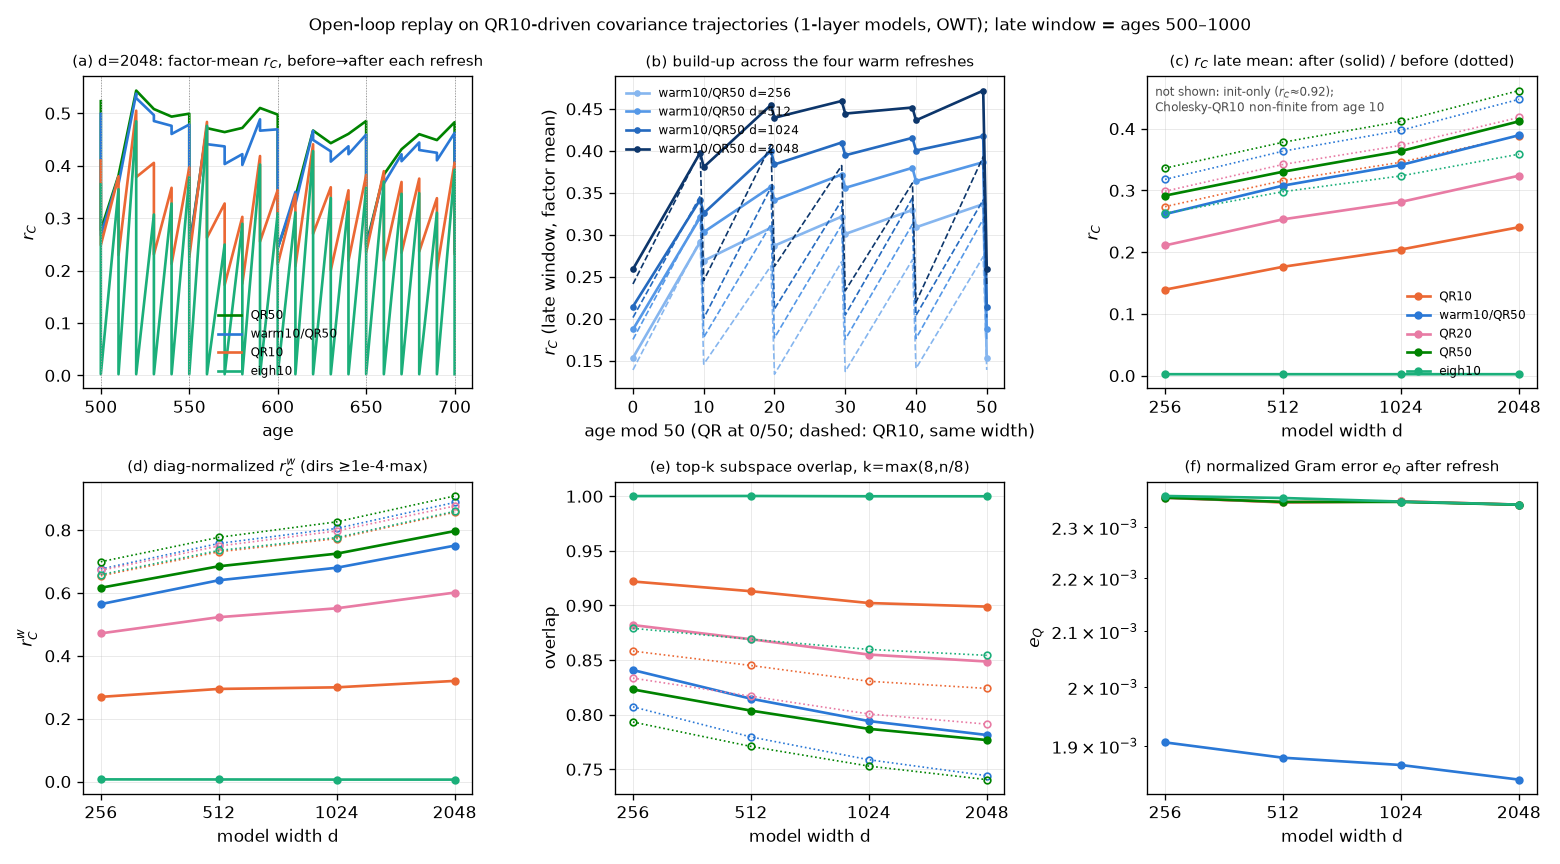 Open-loop replay on QR10-driven covariance trajectories (1-layer models, OWT); late window = ages 500–1000
(a) d=2048: factor-mean r_C, before→after each refresh
0.5
0.4
0.3
0.2
0.1
0.0
r_C
QR50
warm10/QR50
QR10
eigh10
500
550
600
650
700
age
(b) build-up across the four warm refreshes
0.45
0.40
0.35
0.30
0.25
0.20
0.15
r_C (late window, factor mean)
warm10/QR50 d=256
warm10/QR50 d=512
warm10/QR50 d=1024
warm10/QR50 d=2048
0
10
20
30
40
50
age mod 50 (QR at 0/50; dashed: QR10, same width)
(c) r_C late mean: after (solid) / before (dotted)
not shown: init-only (r_C≈0.92);
Cholesky-QR10 non-finite from age 10
0.4
0.3
0.2
0.1
0.0
r_C
QR10
warm10/QR50
QR20
QR50
eigh10
256
512
1024
2048
model width d
(d) diag-normalized r_C^w (dirs ≥1e-4·max)
0.8
0.6
0.4
0.2
0.0
r_C^w
256
512
1024
2048
model width d
(e) top-k subspace overlap, k=max(8,n/8)
1.00
0.95
0.90
0.85
0.80
0.75
overlap
256
512
1024
2048
model width d
(f) normalized Gram error e_Q after refresh
2.3 × 10⁻³
2.2 × 10⁻³
2.1 × 10⁻³
2 × 10⁻³
1.9 × 10⁻³
e_Q
256
512
1024
2048
model width d